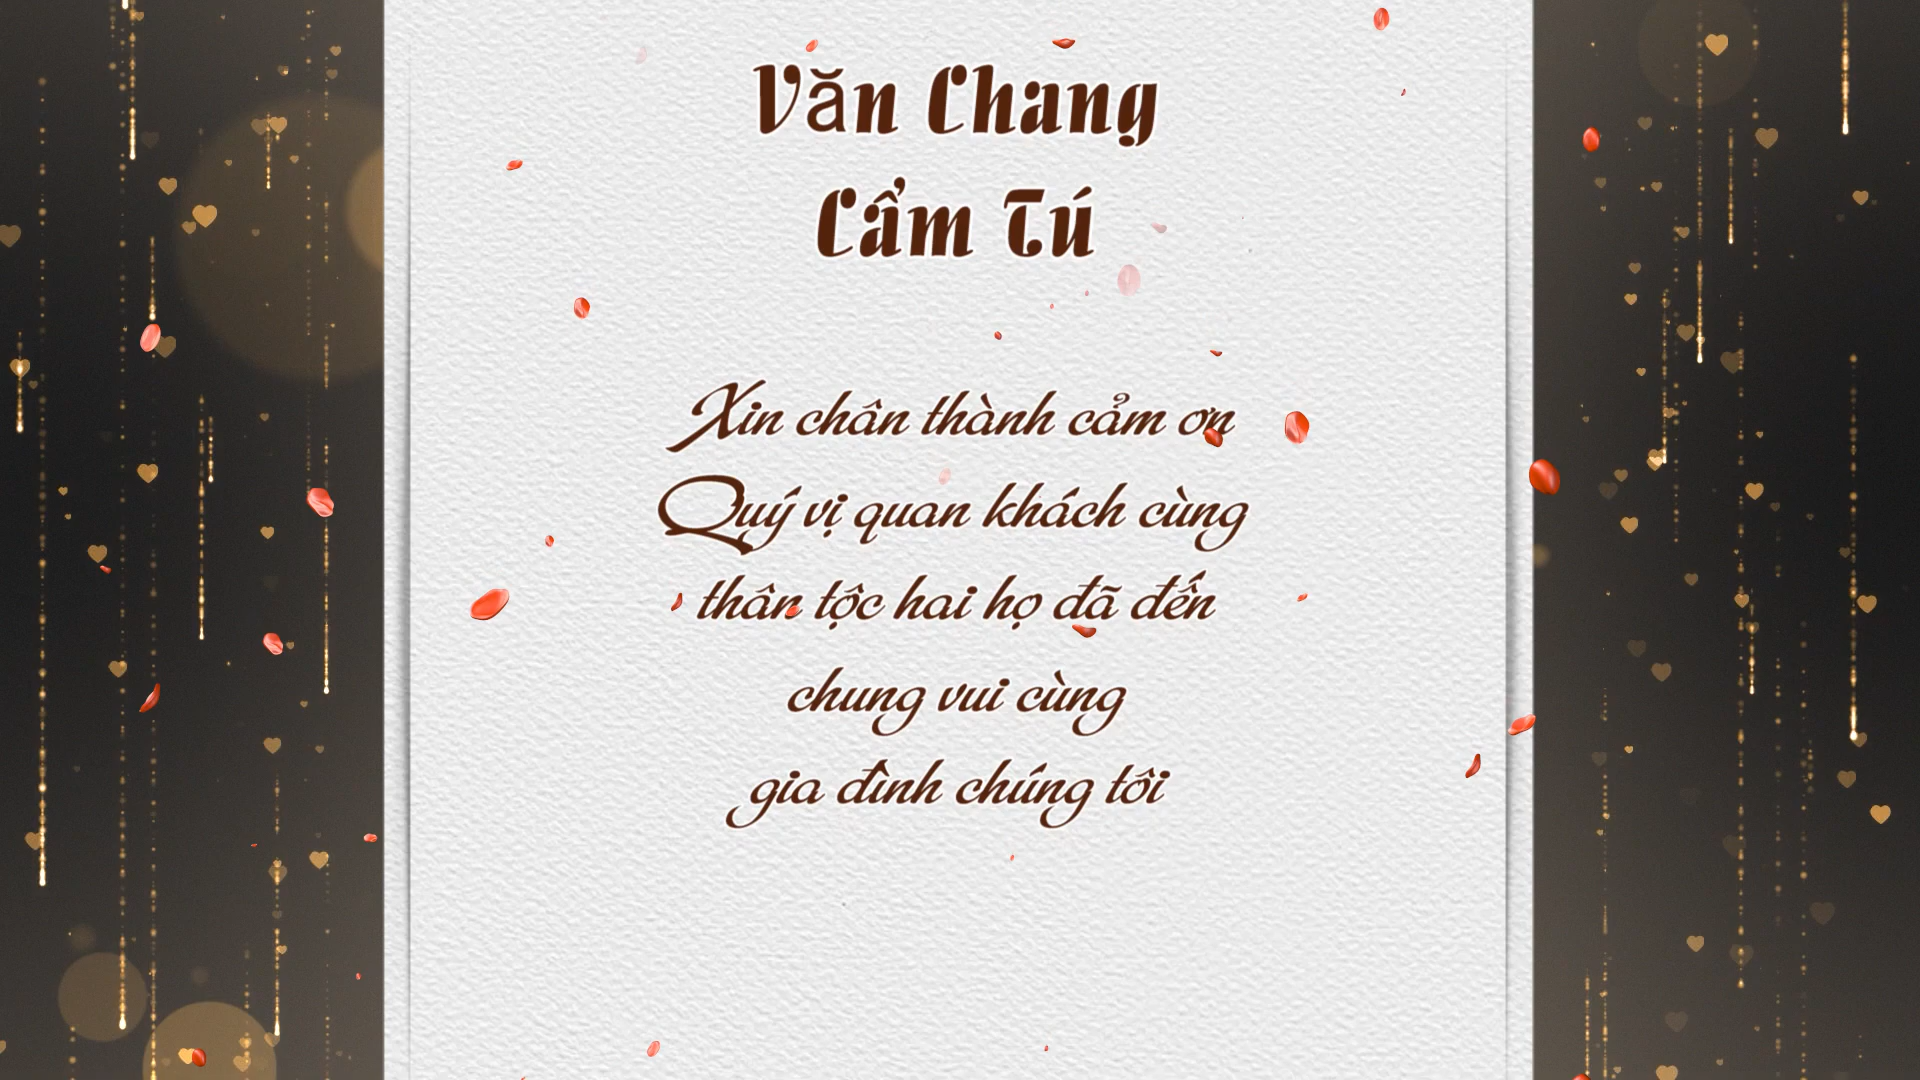 Văn Chang
Cẩm Tú
Xin chân thành cảm ơn
Quý vị quan khách cùng
thân tộc hai họ đã đến
chung vui cùng
gia đình chúng tôi